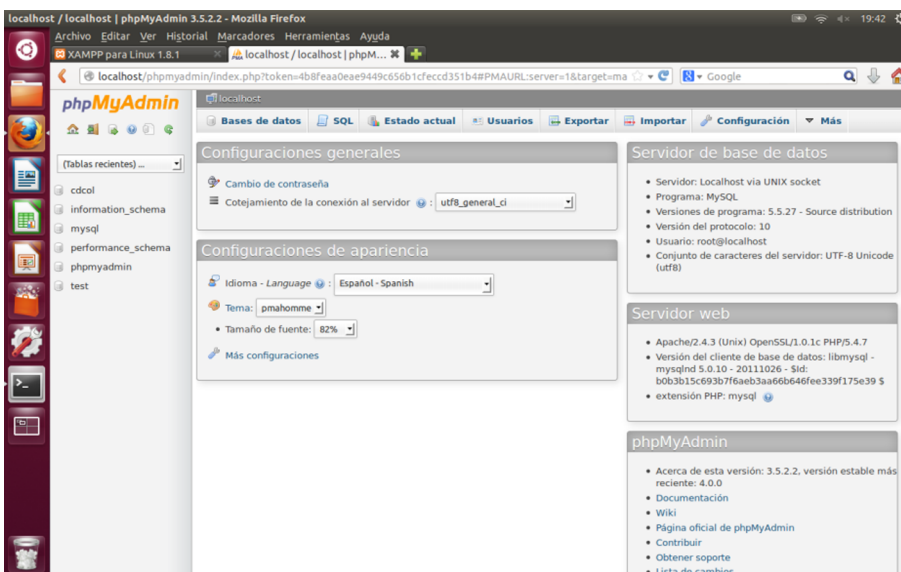 localhost / localhost | phpMyAdmin 3.5.2.2 - Mozilla Firefox
19:42
Archivo Editar Ver Historial Marcadores Herramientas Ayuda
XAMPP para Linux 1.8.1
localhost / localhost | phpM...
localhost/phpmyadmin/index.php?token=4b8feaa0eae9449c656b1cfeccd351b4#PMAURL:server=1&target=ma
Google
phpMyAdmin
(Tablas recientes) ...
cdcol
information_schema
mysql
performance_schema
phpmyadmin
test
localhost
Bases de datos
SQL
Estado actual
Usuarios
Exportar
Importar
Configuración
Más
Configuraciones generales
Cambio de contraseña
Cotejamiento de la conexión al servidor : utf8_general_ci
Configuraciones de apariencia
Idioma - Language : Español - Spanish
Tema: pmahomme
Tamaño de fuente: 82%
Más configuraciones
Servidor de base de datos
Servidor: Localhost via UNIX socket
Programa: MySQL
Versiones de programa: 5.5.27 - Source distribution
Versión del protocolo: 10
Usuario: root@localhost
Conjunto de caracteres del servidor: UTF-8 Unicode
(utf8)
Servidor web
Apache/2.4.3 (Unix) OpenSSL/1.0.1c PHP/5.4.7
Versión del cliente de base de datos: libmysql -
mysqlnd 5.0.10 - 20111026 - $Id:
b0b3b15c693b7f6aeb3aa66b646fee339f175e39 $
extensión PHP: mysql
phpMyAdmin
Acerca de esta versión: 3.5.2.2, versión estable más
reciente: 4.0.0
Documentación
Wiki
Página oficial de phpMyAdmin
Contribuir
Obtener soporte
Lista de cambios